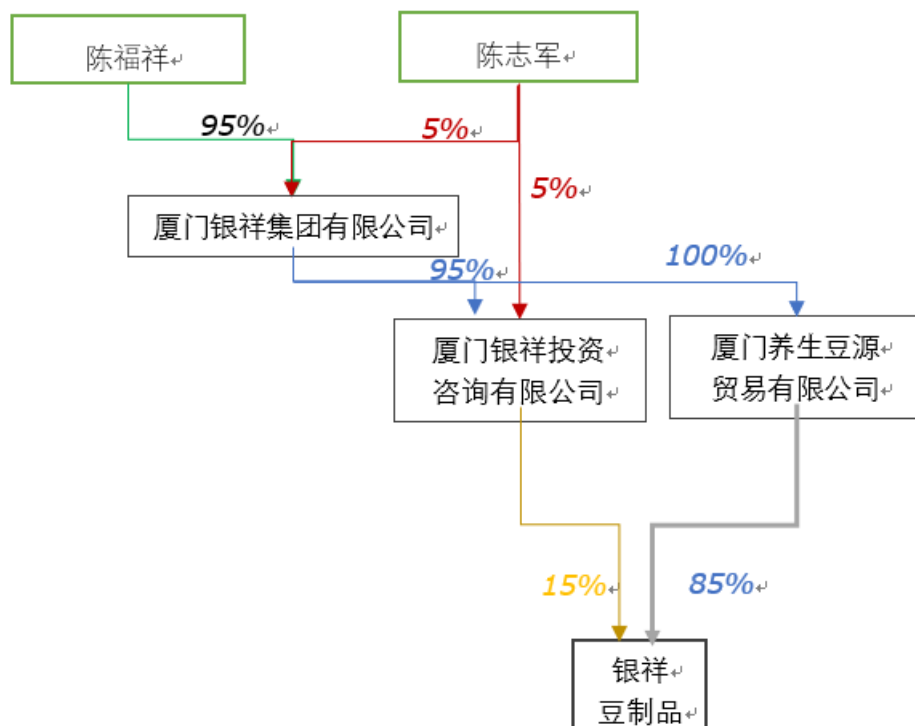 陈福祥
陈志军
95%
5%
5%
厦门银祥集团有限公司
95%
100%
厦门银祥投资
咨询有限公司
厦门养生豆源
贸易有限公司
15%
85%
银祥
豆制品